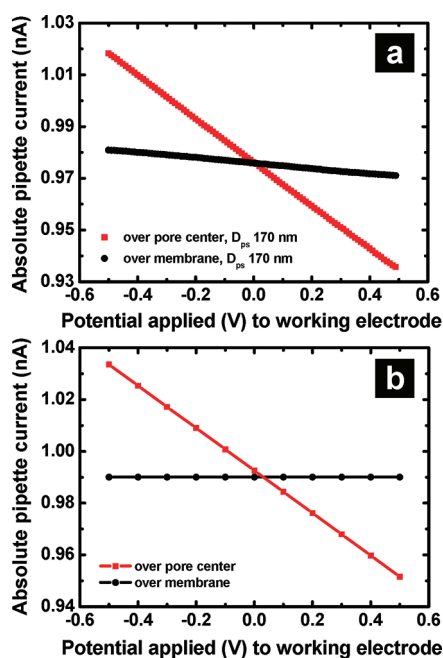 a
Absolute pipette current (nA)
1.03
1.01
0.99
0.97
0.95
0.93
over pore center, Dps 170 nm
over membrane, Dps 170 nm
-0.6 -0.4 -0.2 0.0 0.2 0.4 0.6
Potential applied (V) to working electrode
b
Absolute pipette current (nA)
1.04
1.02
1.00
0.98
0.96
0.94
over pore center
over membrane
-0.6 -0.4 -0.2 0.0 0.2 0.4 0.6
Potential applied (V) to working electrode